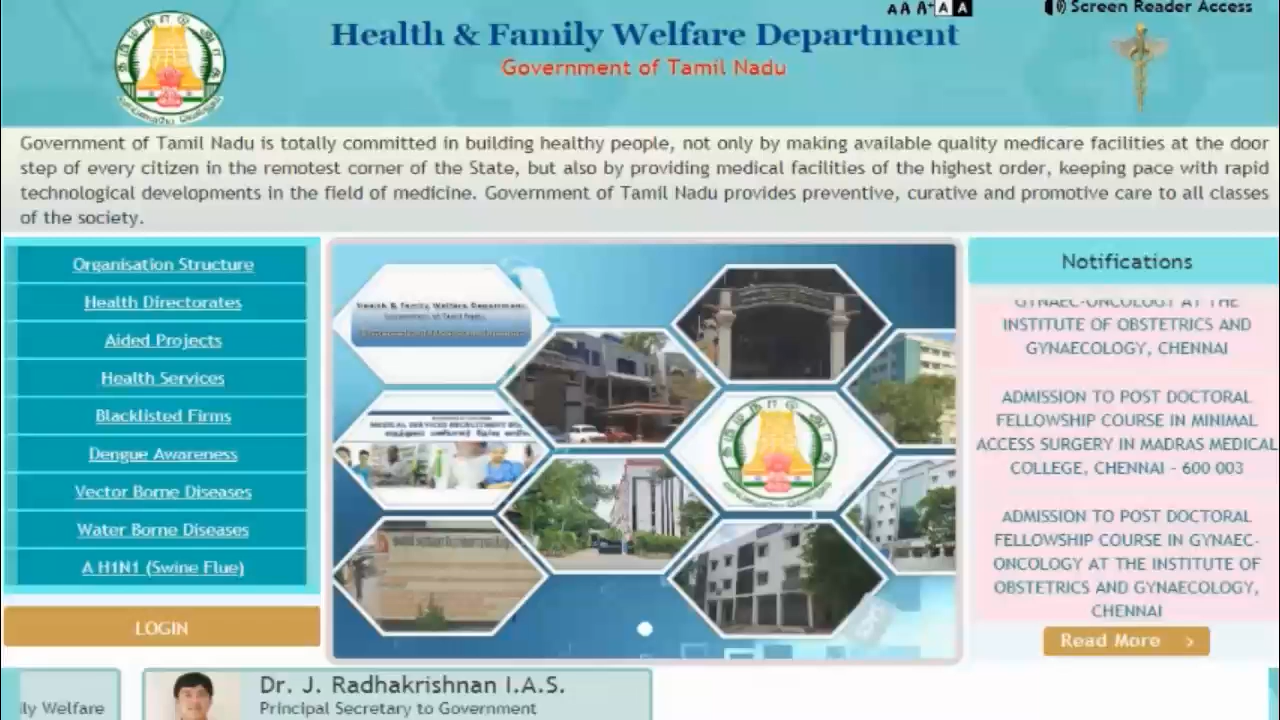 A A A+ A A
Screen Reader Access
Health & Family Welfare Department
Government of Tamil Nadu
Government of Tamil Nadu is totally committed in building healthy people, not only by making available quality medicare facilities at the door
step of every citizen in the remotest corner of the State, but also by providing medical facilities of the highest order, keeping pace with rapid
technological developments in the field of medicine. Government of Tamil Nadu provides preventive, curative and promotive care to all classes
of the society.
Organisation Structure
Health Directorates
Aided Projects
Health Services
Blacklisted Firms
Dengue Awareness
Vector Borne Diseases
Water Borne Diseases
A H1N1 (Swine Flue)
LOGIN
Health & Family Welfare Department
Government of Tamil Nadu
MEDICAL SERVICES RECRUITMENT
Notifications
GYNAEC-ONCOLOGY AT THE
INSTITUTE OF OBSTETRICS AND
GYNAECOLOGY, CHENNAI
ADMISSION TO POST DOCTORAL
FELLOWSHIP COURSE IN MINIMAL
ACCESS SURGERY IN MADRAS MEDICAL
COLLEGE, CHENNAI - 600 003
ADMISSION TO POST DOCTORAL
FELLOWSHIP COURSE IN GYNAEC-
ONCOLOGY AT THE INSTITUTE OF
OBSTETRICS AND GYNAECOLOGY,
CHENNAI
Read More >
ily Welfare
Dr. J. Radhakrishnan I.A.S.
Principal Secretary to Government